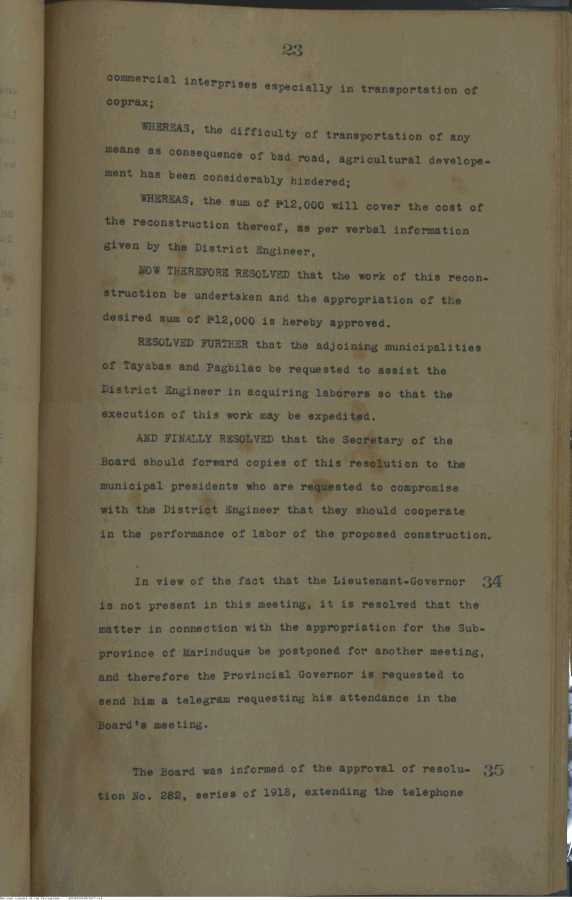 23
commercial interprises especially in transportation of
coprax;
WHEREAS, the difficulty of transportation of any
means as consequence of bad road, agricultural develope-
ment has been considerably hindered;
WHEREAS, the sum of ₱12,000 will cover the cost of
the reconstruction thereof, as per verbal information
given by the District Engineer,
NOW THEREFORE RESOLVED that the work of this recon-
struction be undertaken and the appropriation of the
desired sum of ₱12,000 is hereby approved.
RESOLVED FURTHER that the adjoining municipalities
of Tayabas and Pagbilao be requested to assist the
District Engineer in acquiring laborers so that the
execution of this work may be expedited.
AND FINALLY RESOLVED that the Secretary of the
Board should forward copies of this resolution to the
municipal presidents who are requested to compromise
with the District Engineer that they should cooperate
in the performance of labor of the proposed construction.
In view of the fact that the Lieutenant-Governor 34
is not present in this meeting, it is resolved that the
matter in connection with the appropriation for the Sub-
province of Marinduque be postponed for another meeting,
and therefore the Provincial Governor is requested to
send him a telegram requesting his attendance in the
Board's meeting.
The Board was informed of the approval of resolu- 35
tion No. 282, series of 1918, extending the telephone